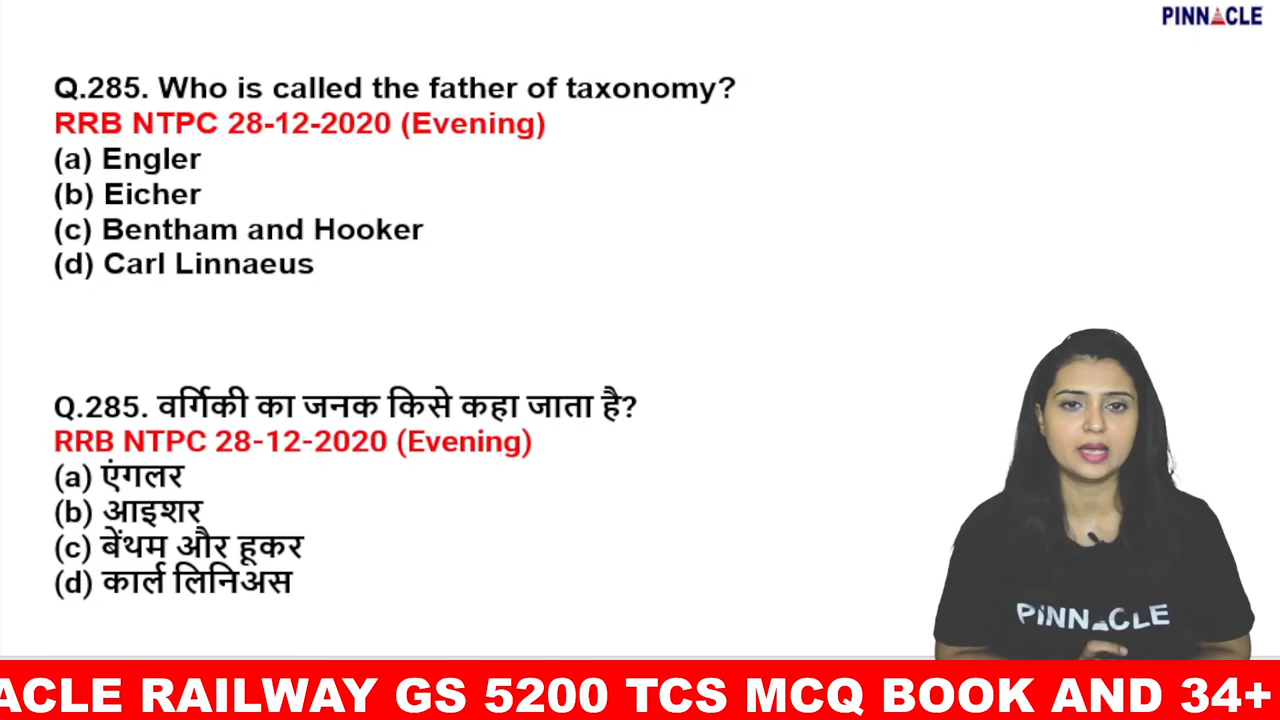 PINNACLE
Q.285. Who is called the father of taxonomy?
RRB NTPC 28-12-2020 (Evening)
(a) Engler
(b) Eicher
(c) Bentham and Hooker
(d) Carl Linnaeus
Q.285. वर्गिकी का जनक किसे कहा जाता है?
RRB NTPC 28-12-2020 (Evening)
(a) एंगलर
(b) आइशर
(c) बेंथम और हूकर
(d) कार्ल लिनिअस
PINNACLE
ACLE RAILWAY GS 5200 TCS MCQ BOOK AND 34+